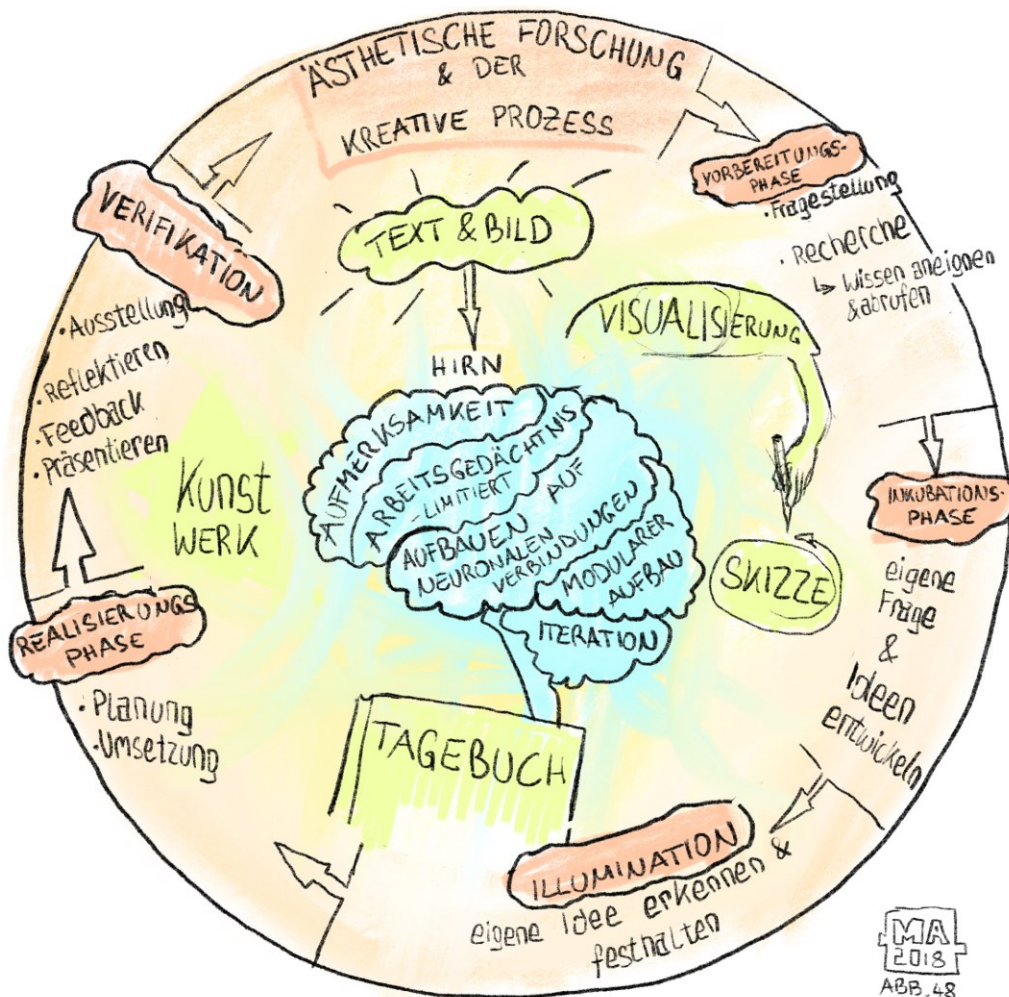 ÄSTHETISCHE FORSCHUNG
& DER
KREATIVE PROZESS
VORBEREITUNGS-
PHASE
· Fragestellung
· Recherche
↳ Wissen aneignen
& abrufen
INKUBATIONS-
PHASE
eigene
Frage
&
Ideen
entwickeln
ILLUMINATION
eigene Idee erkennen &
festhalten
REALISIERUNGS
PHASE
· Planung
· Umsetzung
VERIFIKATION
· Ausstellung
· Reflektieren
· Feedback
· Präsentieren
TEXT & BILD
HIRN
AUFMERKSAMKEIT
ARBEITSGEDÄCHTNIS
- LIMITIERT
AUFBAUEN AUF
NEURONALEN
VERBINDUNGEN
MODULARER
AUFBAU
ITERATION
VISUALISIERUNG
SKIZZE
Kunst
WERK
TAGEBUCH
MA
2018
ABB. 48